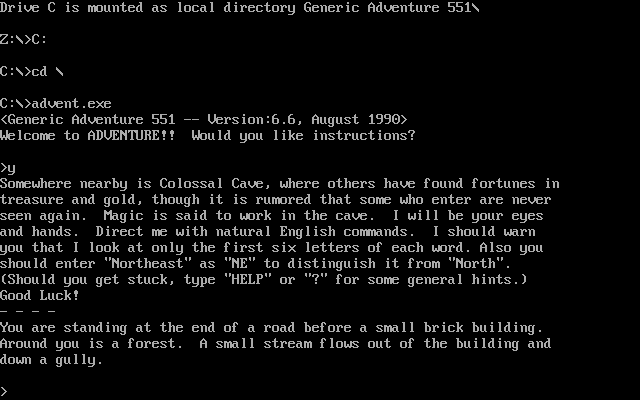 Drive C is mounted as local directory Generic Adventure 551\
Z:\>C:
C:\>cd \
C:\>advent.exe
<Generic Adventure 551 -- Version:6.6, August 1990>
Welcome to ADVENTURE!!  Would you like instructions?
>y
Somewhere nearby is Colossal Cave, where others have found fortunes in
treasure and gold, though it is rumored that some who enter are never
seen again.  Magic is said to work in the cave.  I will be your eyes
and hands.  Direct me with natural English commands.  I should warn
you that I look at only the first six letters of each word. Also you
should enter "Northeast" as "NE" to distinguish it from "North".
(Should you get stuck, type "HELP" or "?" for some general hints.)
Good Luck!
- - - -
You are standing at the end of a road before a small brick building.
Around you is a forest.  A small stream flows out of the building and
down a gully.
>